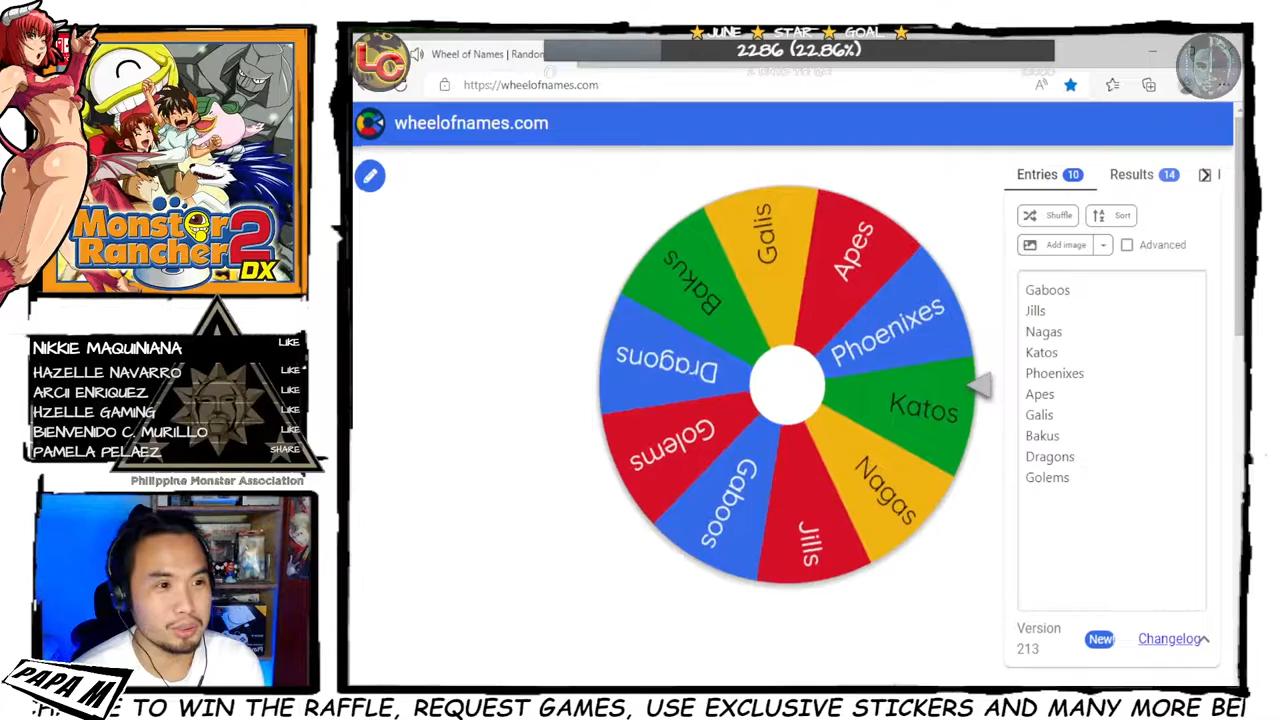 ⭐ JUNE ⭐ STAR ⭐ GOAL ⭐
2286 (22.86%)
Wheel of Names | Random
https://wheelofnames.com
wheelofnames.com
Monster
Rancher 2
DX
NIKKIE MAQUINIANA LIKE
HAZELLE NAVARRO LIKE
ARCII ENRIQUEZ LIKE
HZELLE GAMING LIKE
BIENVENIDO C. MURILLO LIKE
PAMELA PELAEZ SHARE
Philippine Monster Association
PAPA M
Galis
Apes
Phoenixes
Katos
Nagas
Jills
Gaboos
Golems
Dragons
Bakus
Entries 10
Results 14
Shuffle
Sort
Add image
Advanced
Gaboos
Jills
Nagas
Katos
Phoenixes
Apes
Galis
Bakus
Dragons
Golems
Version
213
New!
Changelog
TO WIN THE RAFFLE, REQUEST GAMES, USE EXCLUSIVE STICKERS AND MANY MORE BE